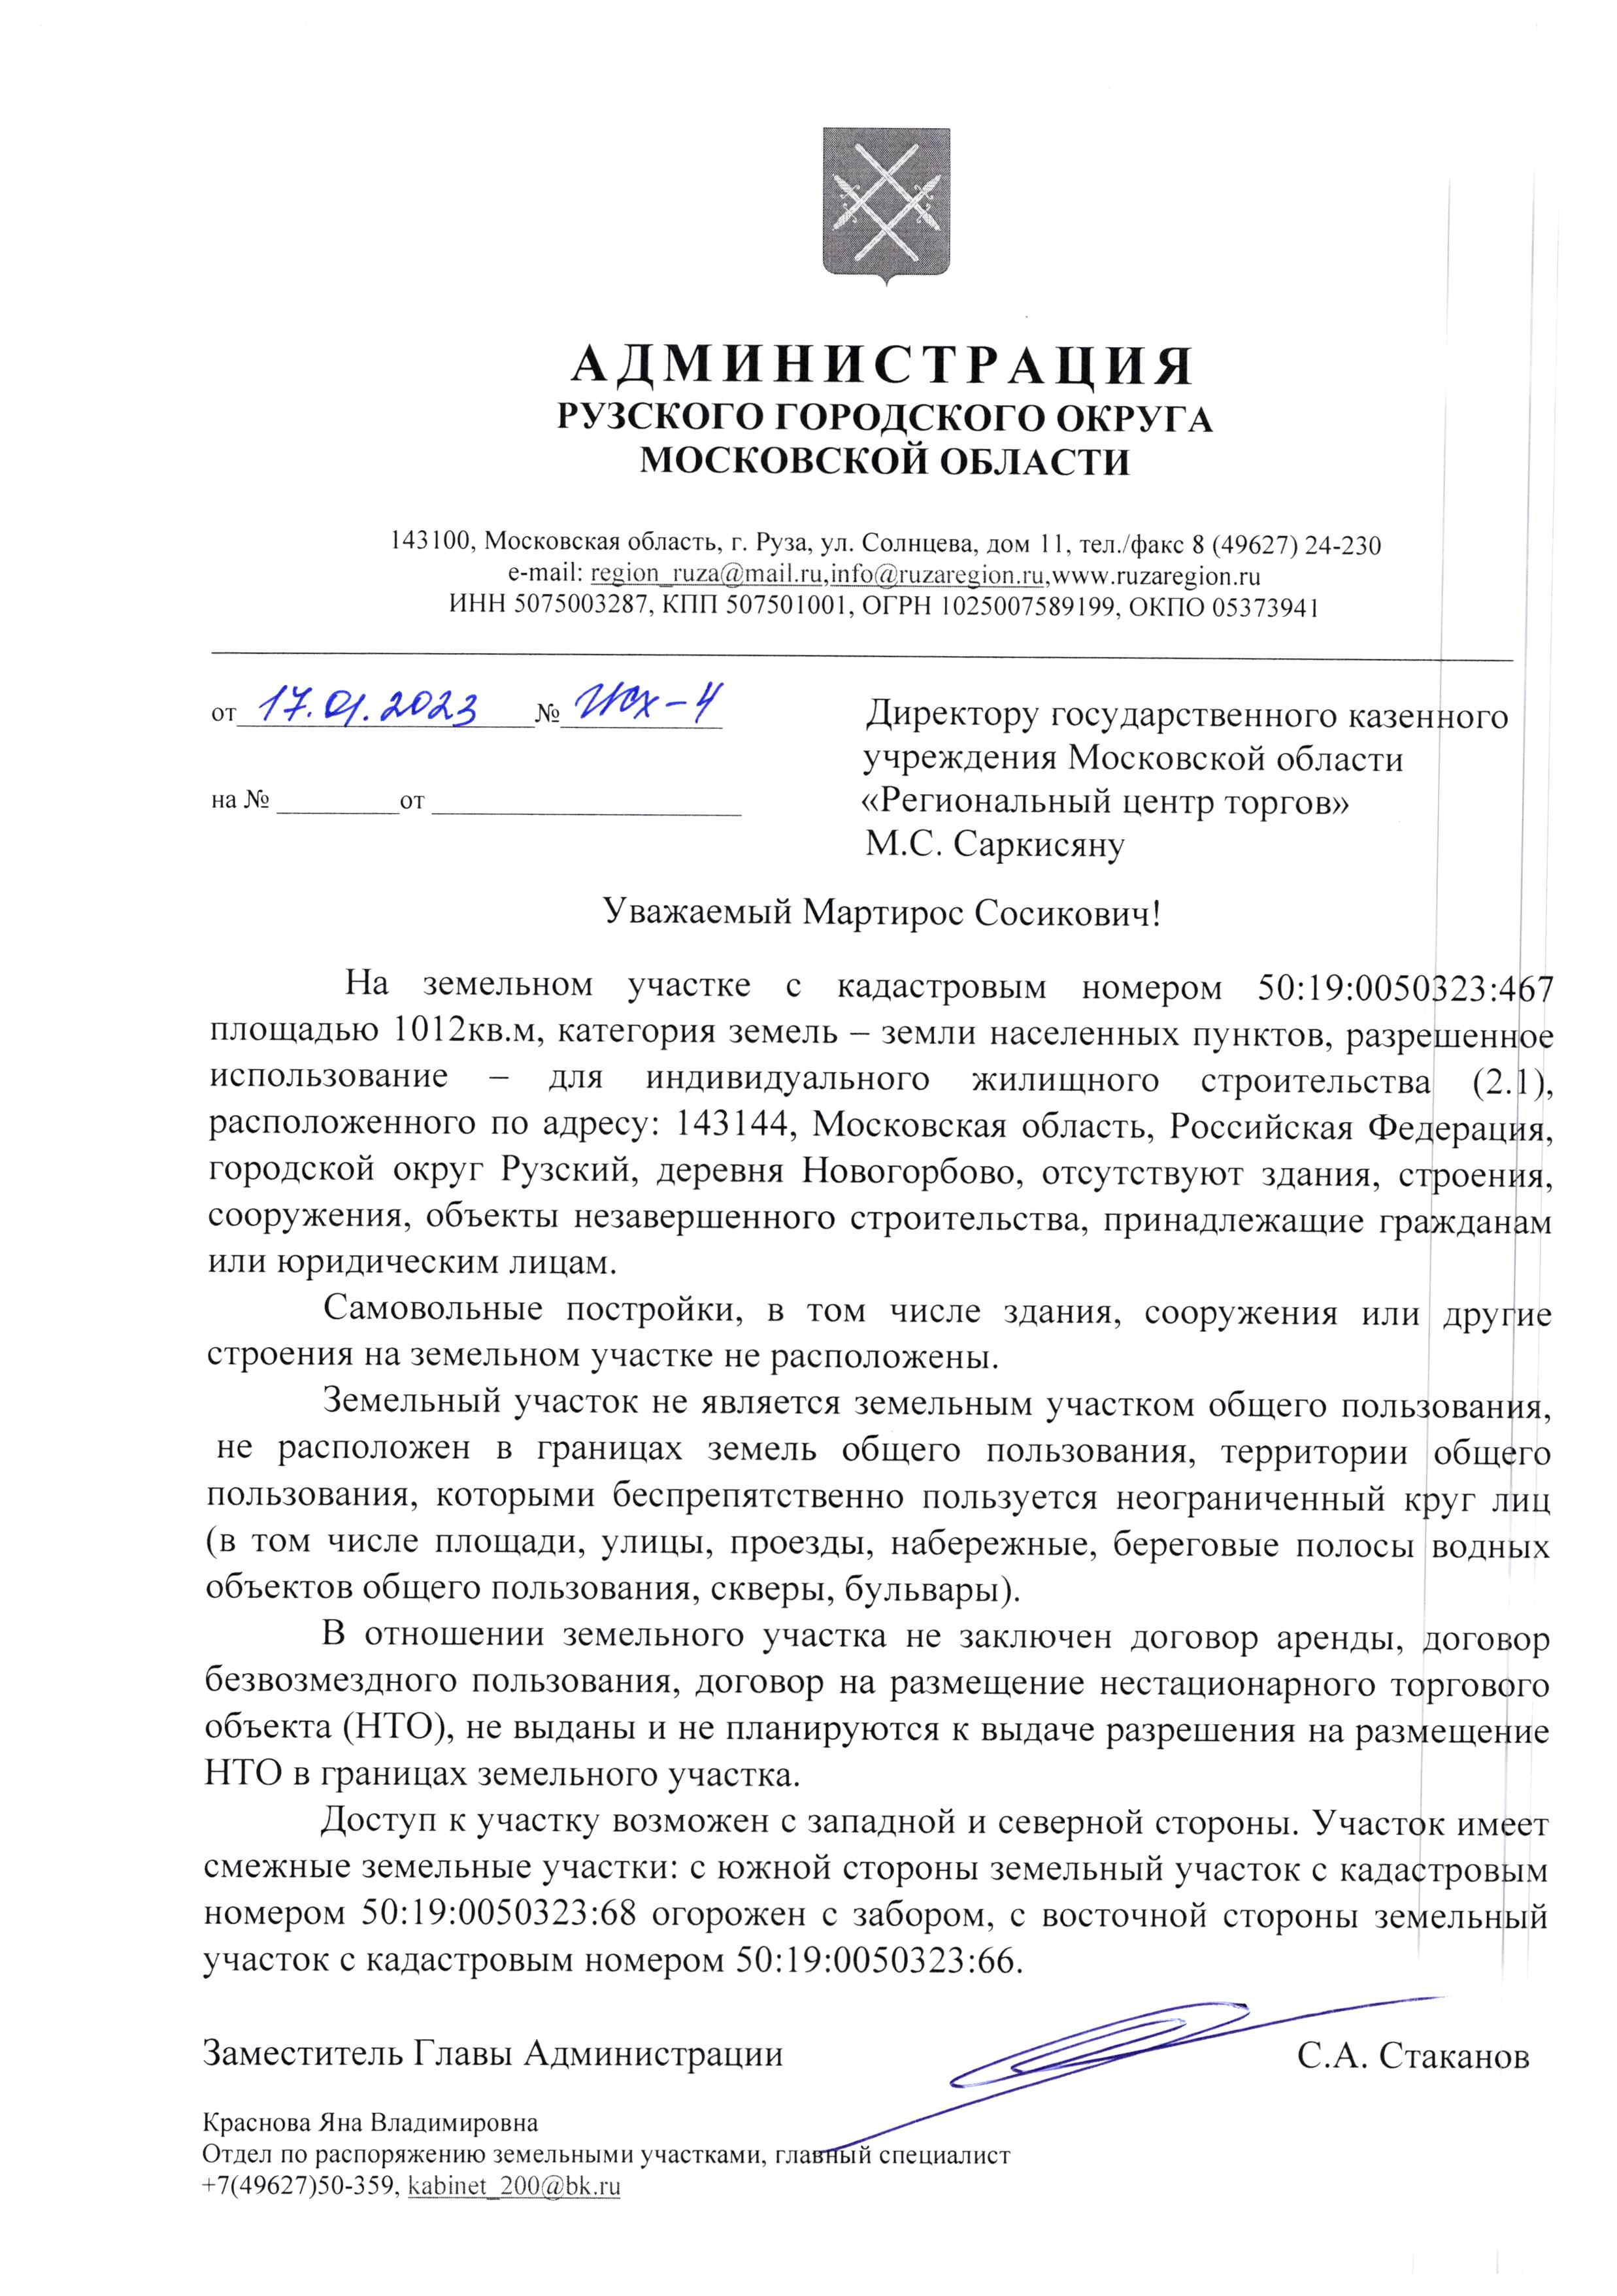 АДМИНИСТРАЦИЯ
РУЗСКОГО ГОРОДСКОГО ОКРУГА
МОСКОВСКОЙ ОБЛАСТИ
143100, Московская область, г. Руза, ул. Солнцева, дом 11, тел./факс 8 (49627) 24-230
e-mail: region_ruza@mail.ru,info@ruzaregion.ru,www.ruzaregion.ru
ИНН 5075003287, КПП 507501001, ОГРН 1025007589199, ОКПО 05373941
от 17.01.2023 № Исх-4
на № от
Директору государственного казенного
учреждения Московской области
«Региональный центр торгов»
М.С. Саркисяну
Уважаемый Мартирос Сосикович!
На земельном участке с кадастровым номером 50:19:0050323:467
площадью 1012кв.м, категория земель – земли населенных пунктов, разрешенное
использование – для индивидуального жилищного строительства (2.1),
расположенного по адресу: 143144, Московская область, Российская Федерация,
городской округ Рузский, деревня Новогорбово, отсутствуют здания, строения,
сооружения, объекты незавершенного строительства, принадлежащие гражданам
или юридическим лицам.
Самовольные постройки, в том числе здания, сооружения или другие
строения на земельном участке не расположены.
Земельный участок не является земельным участком общего пользования,
не расположен в границах земель общего пользования, территории общего
пользования, которыми беспрепятственно пользуется неограниченный круг лиц
(в том числе площади, улицы, проезды, набережные, береговые полосы водных
объектов общего пользования, скверы, бульвары).
В отношении земельного участка не заключен договор аренды, договор
безвозмездного пользования, договор на размещение нестационарного торгового
объекта (НТО), не выданы и не планируются к выдаче разрешения на размещение
НТО в границах земельного участка.
Доступ к участку возможен с западной и северной стороны. Участок имеет
смежные земельные участки: с южной стороны земельный участок с кадастровым
номером 50:19:0050323:68 огорожен с забором, с восточной стороны земельный
участок с кадастровым номером 50:19:0050323:66.
Заместитель Главы Администрации С.А. Стаканов
Краснова Яна Владимировна
Отдел по распоряжению земельными участками, главный специалист
+7(49627)50-359, kabinet_200@bk.ru